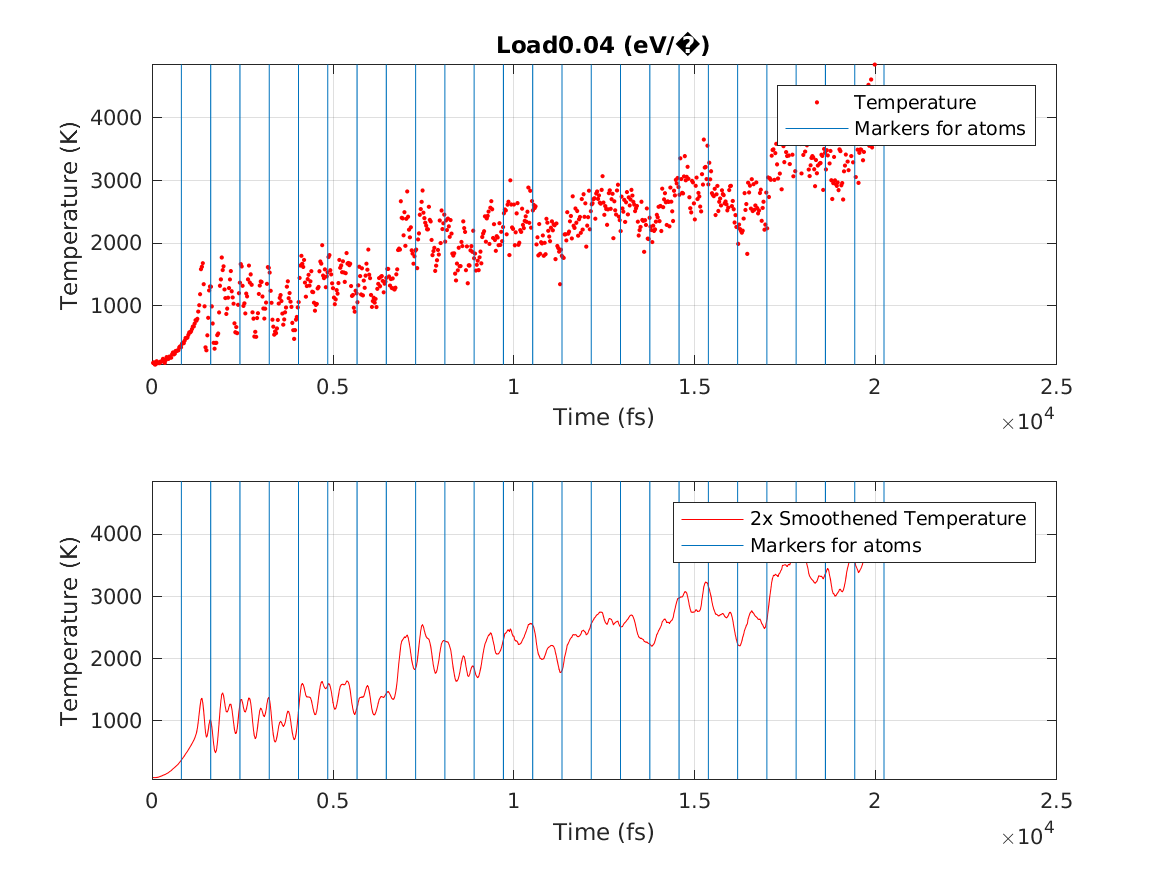 Load0.04 (eV/�)
Temperature
Markers for atoms
4000
3000
2000
1000
Temperature (K)
0
0.5
1
1.5
2
2.5
Time (fs)
×10^4
2x Smoothened Temperature
Markers for atoms
4000
3000
2000
1000
Temperature (K)
0
0.5
1
1.5
2
2.5
Time (fs)
×10^4